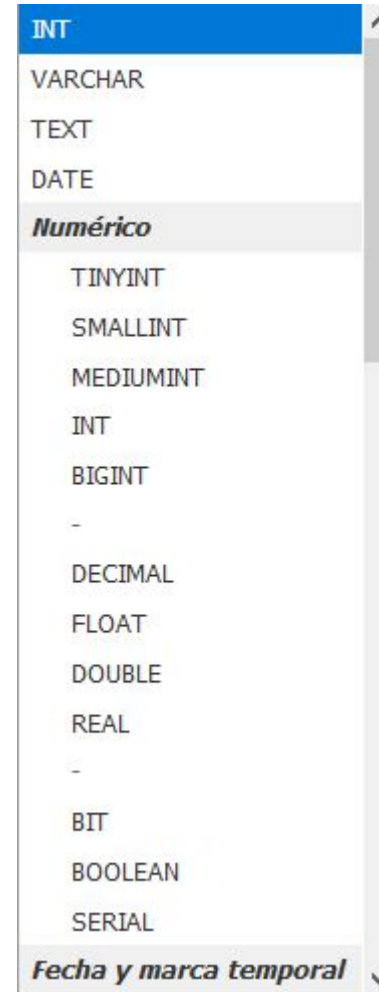 INT
VARCHAR
TEXT
DATE
Numérico
TINYINT
SMALLINT
MEDIUMINT
INT
BIGINT
-
DECIMAL
FLOAT
DOUBLE
REAL
-
BIT
BOOLEAN
SERIAL
Fecha y marca temporal